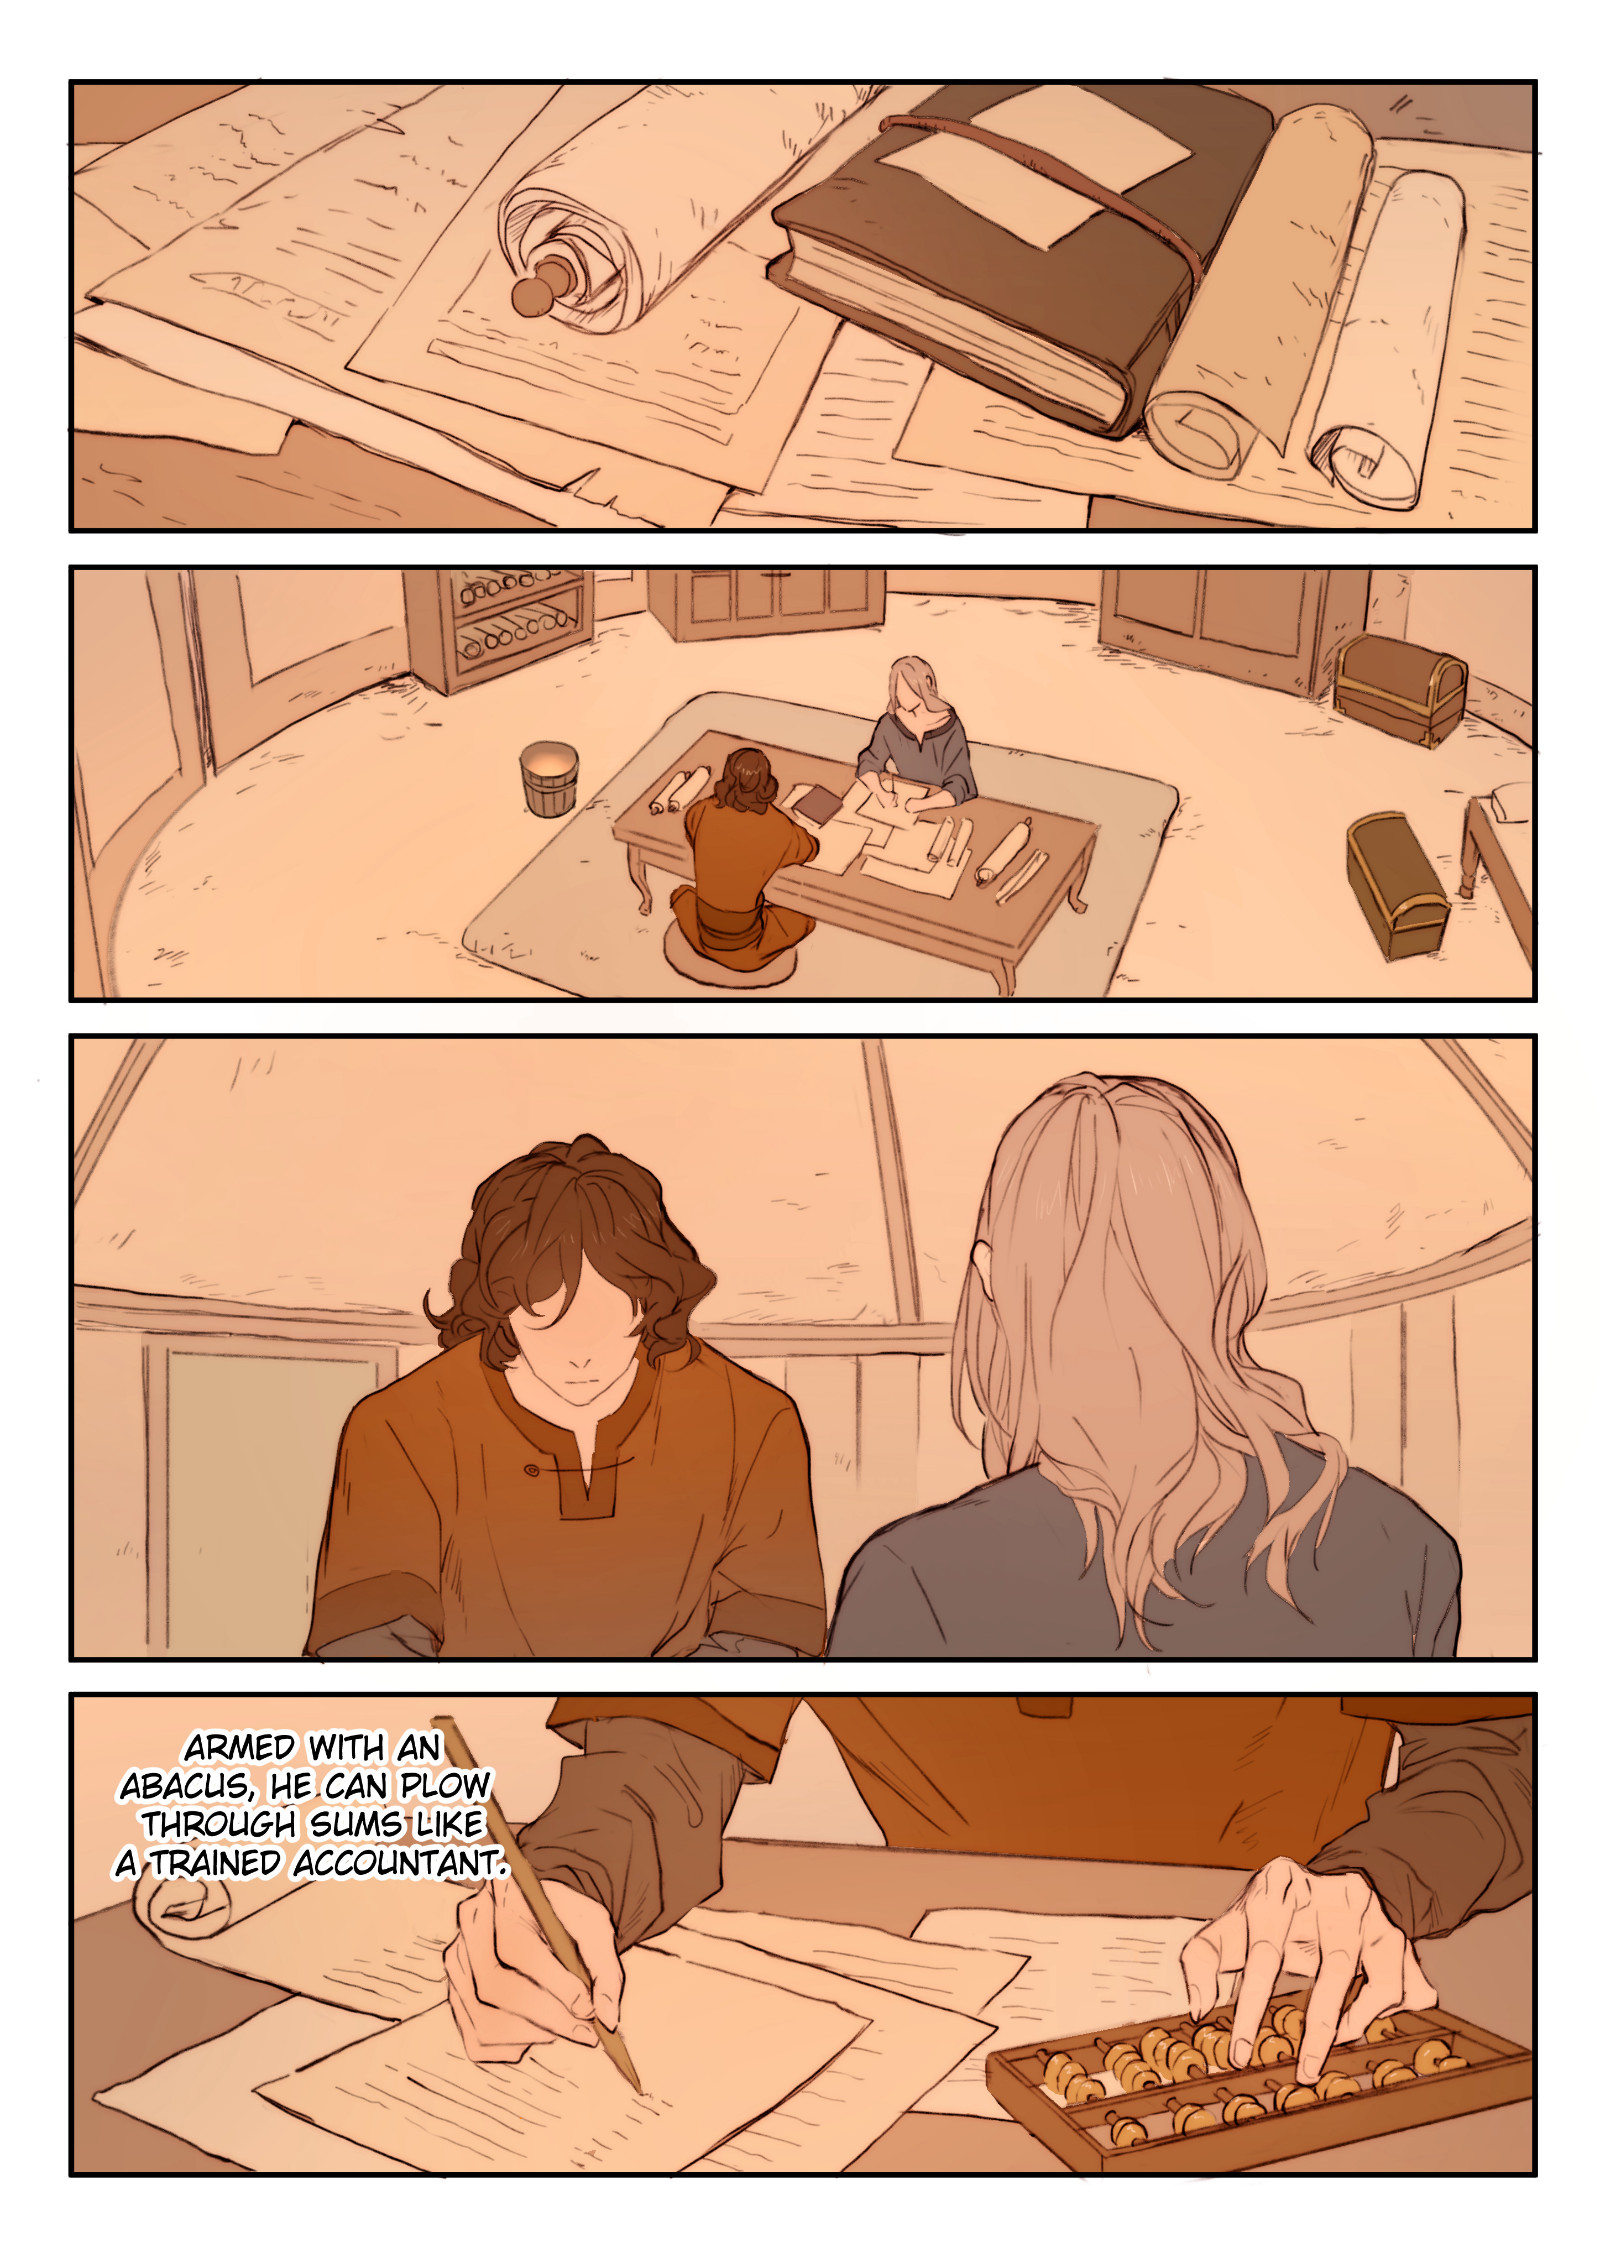 ARMED WITH AN
ABACUS, HE CAN PLOW
THROUGH SUMS LIKE
A TRAINED ACCOUNTANT.